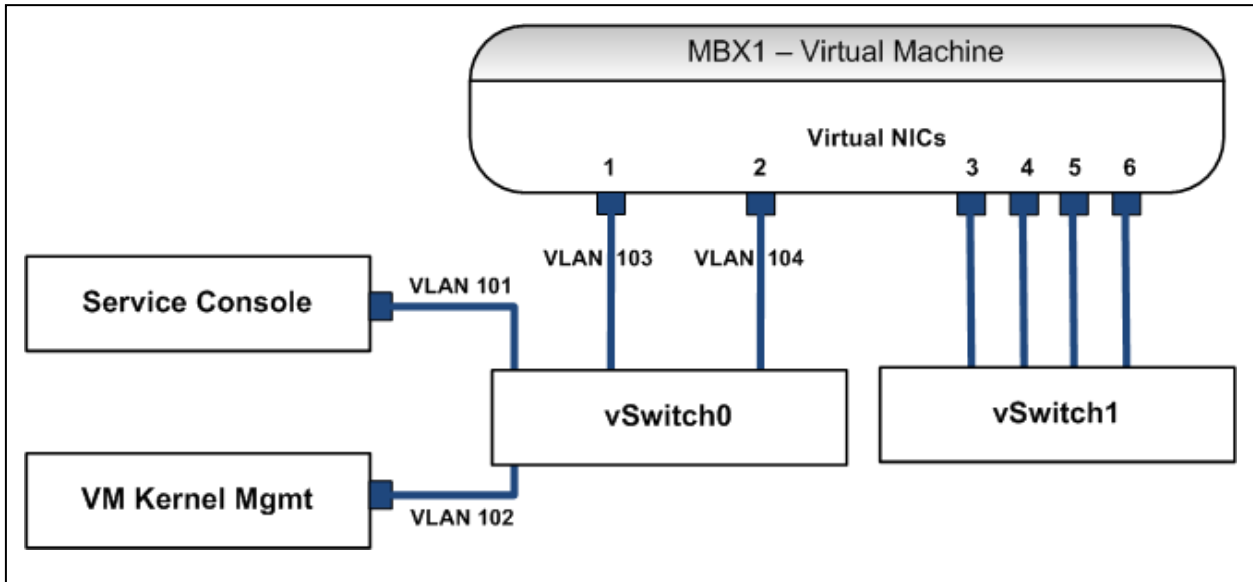 MBX1 – Virtual Machine
Virtual NICs
1 2 3 4 5 6
VLAN 103 VLAN 104
Service Console
VLAN 101
vSwitch0
vSwitch1
VM Kernel Mgmt
VLAN 102